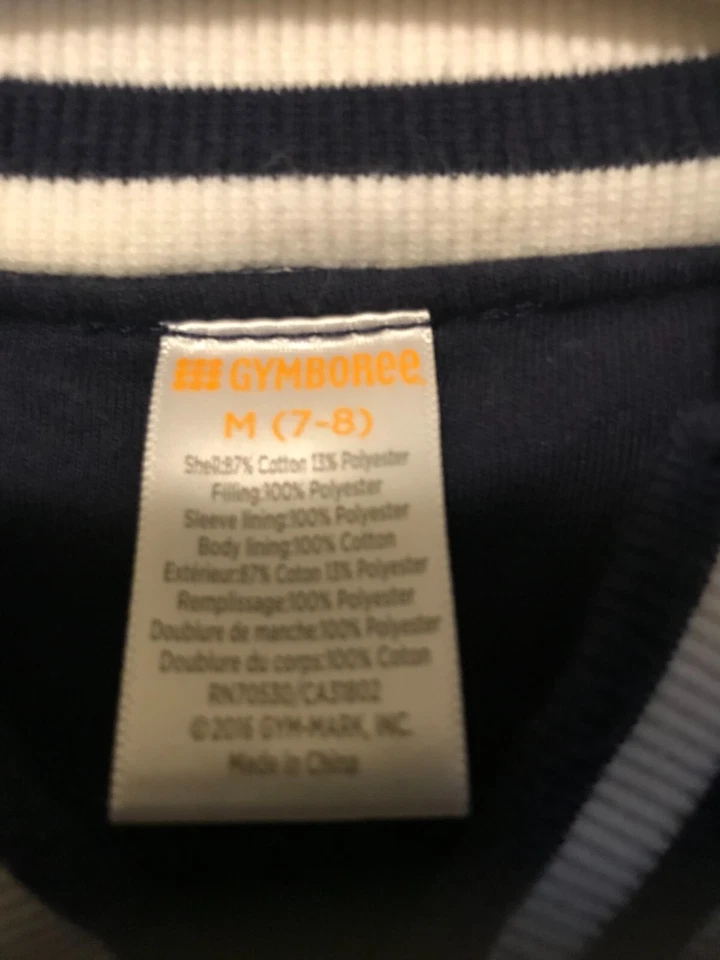 GYMBOREE
M (7-8)
Shell:87% Cotton 13% Polyester
Filling:100% Polyester
Sleeve lining:100% Polyester
Body lining:100% Cotton
Extérieur:87% Coton 13% Polyester
Remplissage:100% Polyester
Doublure de manche:100% Polyester
Doublure du corps:100% Coton
RN70530/CA31802
©2016 GYM-MARK, INC.
Made in China